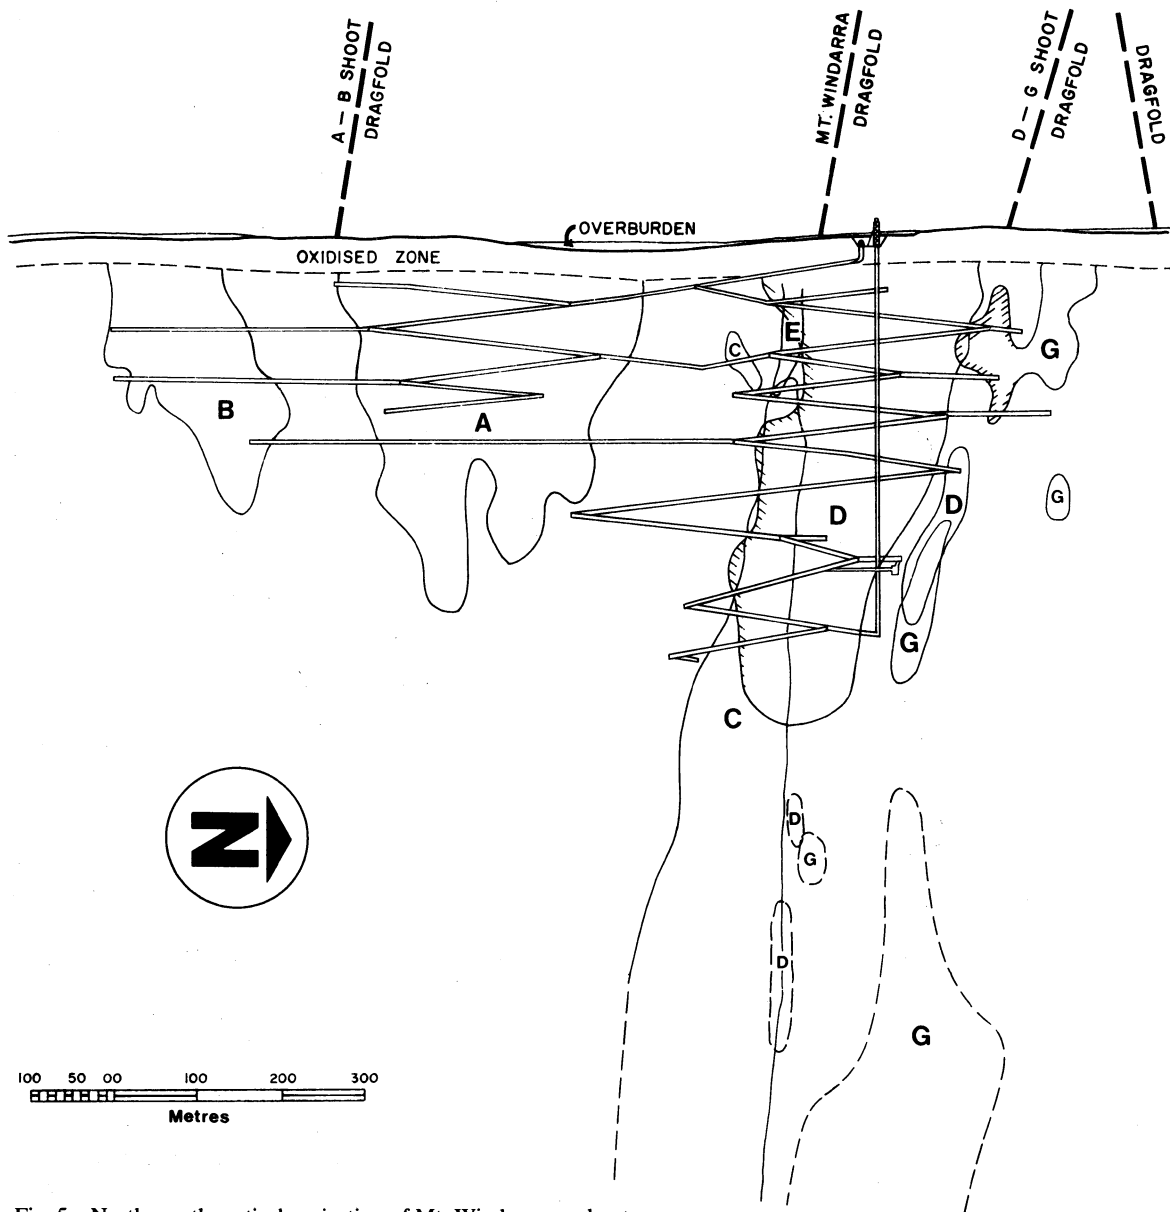 A – B SHOOT
DRAGFOLD
MT. WINDARRA
DRAGFOLD
D – G SHOOT
DRAGFOLD
DRAGFOLD
OVERBURDEN
OXIDISED ZONE
E
C
G
B
A
D
D
G
G
C
D
G
D
G
N
100 50 00 100 200 300
Metres